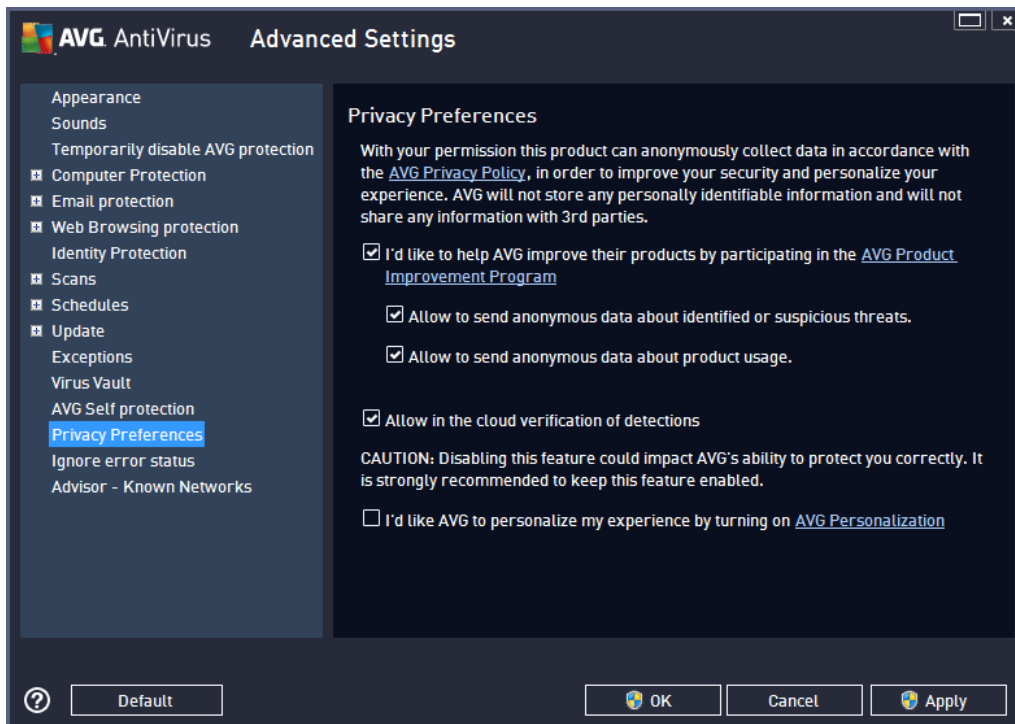 AVG AntiVirus Advanced Settings
Appearance
Sounds
Temporarily disable AVG protection
Computer Protection
Email protection
Web Browsing protection
Identity Protection
Scans
Schedules
Update
Exceptions
Virus Vault
AVG Self protection
Privacy Preferences
Ignore error status
Advisor - Known Networks
Privacy Preferences
With your permission this product can anonymously collect data in accordance with
the AVG Privacy Policy, in order to improve your security and personalize your
experience. AVG will not store any personally identifiable information and will not
share any information with 3rd parties.
I'd like to help AVG improve their products by participating in the AVG Product
Improvement Program
Allow to send anonymous data about identified or suspicious threats.
Allow to send anonymous data about product usage.
Allow in the cloud verification of detections
CAUTION: Disabling this feature could impact AVG's ability to protect you correctly. It
is strongly recommended to keep this feature enabled.
I'd like AVG to personalize my experience by turning on AVG Personalization
? Default OK Cancel Apply